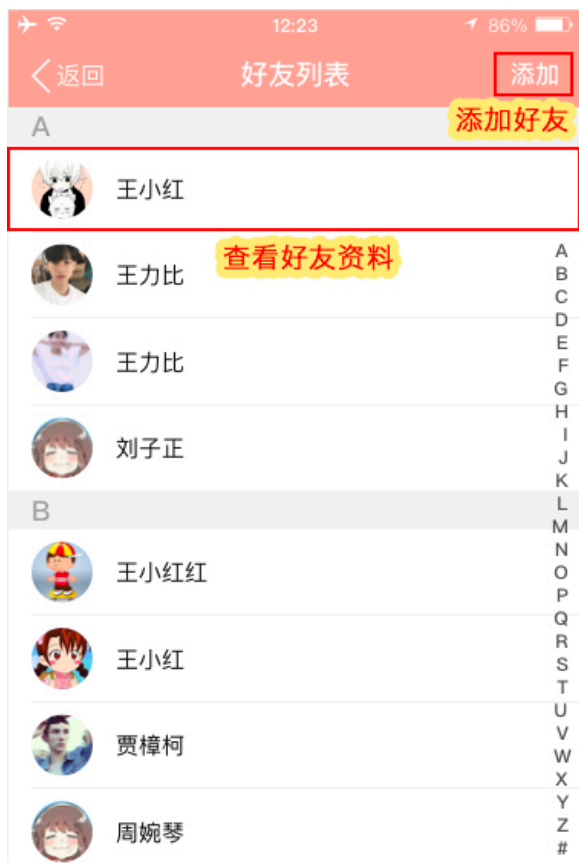 12:23
86%
返回
好友列表
添加
A
添加好友
王小红
查看好友资料
王力比
王力比
刘子正
B
王小红红
王小红
贾樟柯
周婉琴
A
B
C
D
E
F
G
H
I
J
K
L
M
N
O
P
Q
R
S
T
U
V
W
X
Y
Z
#